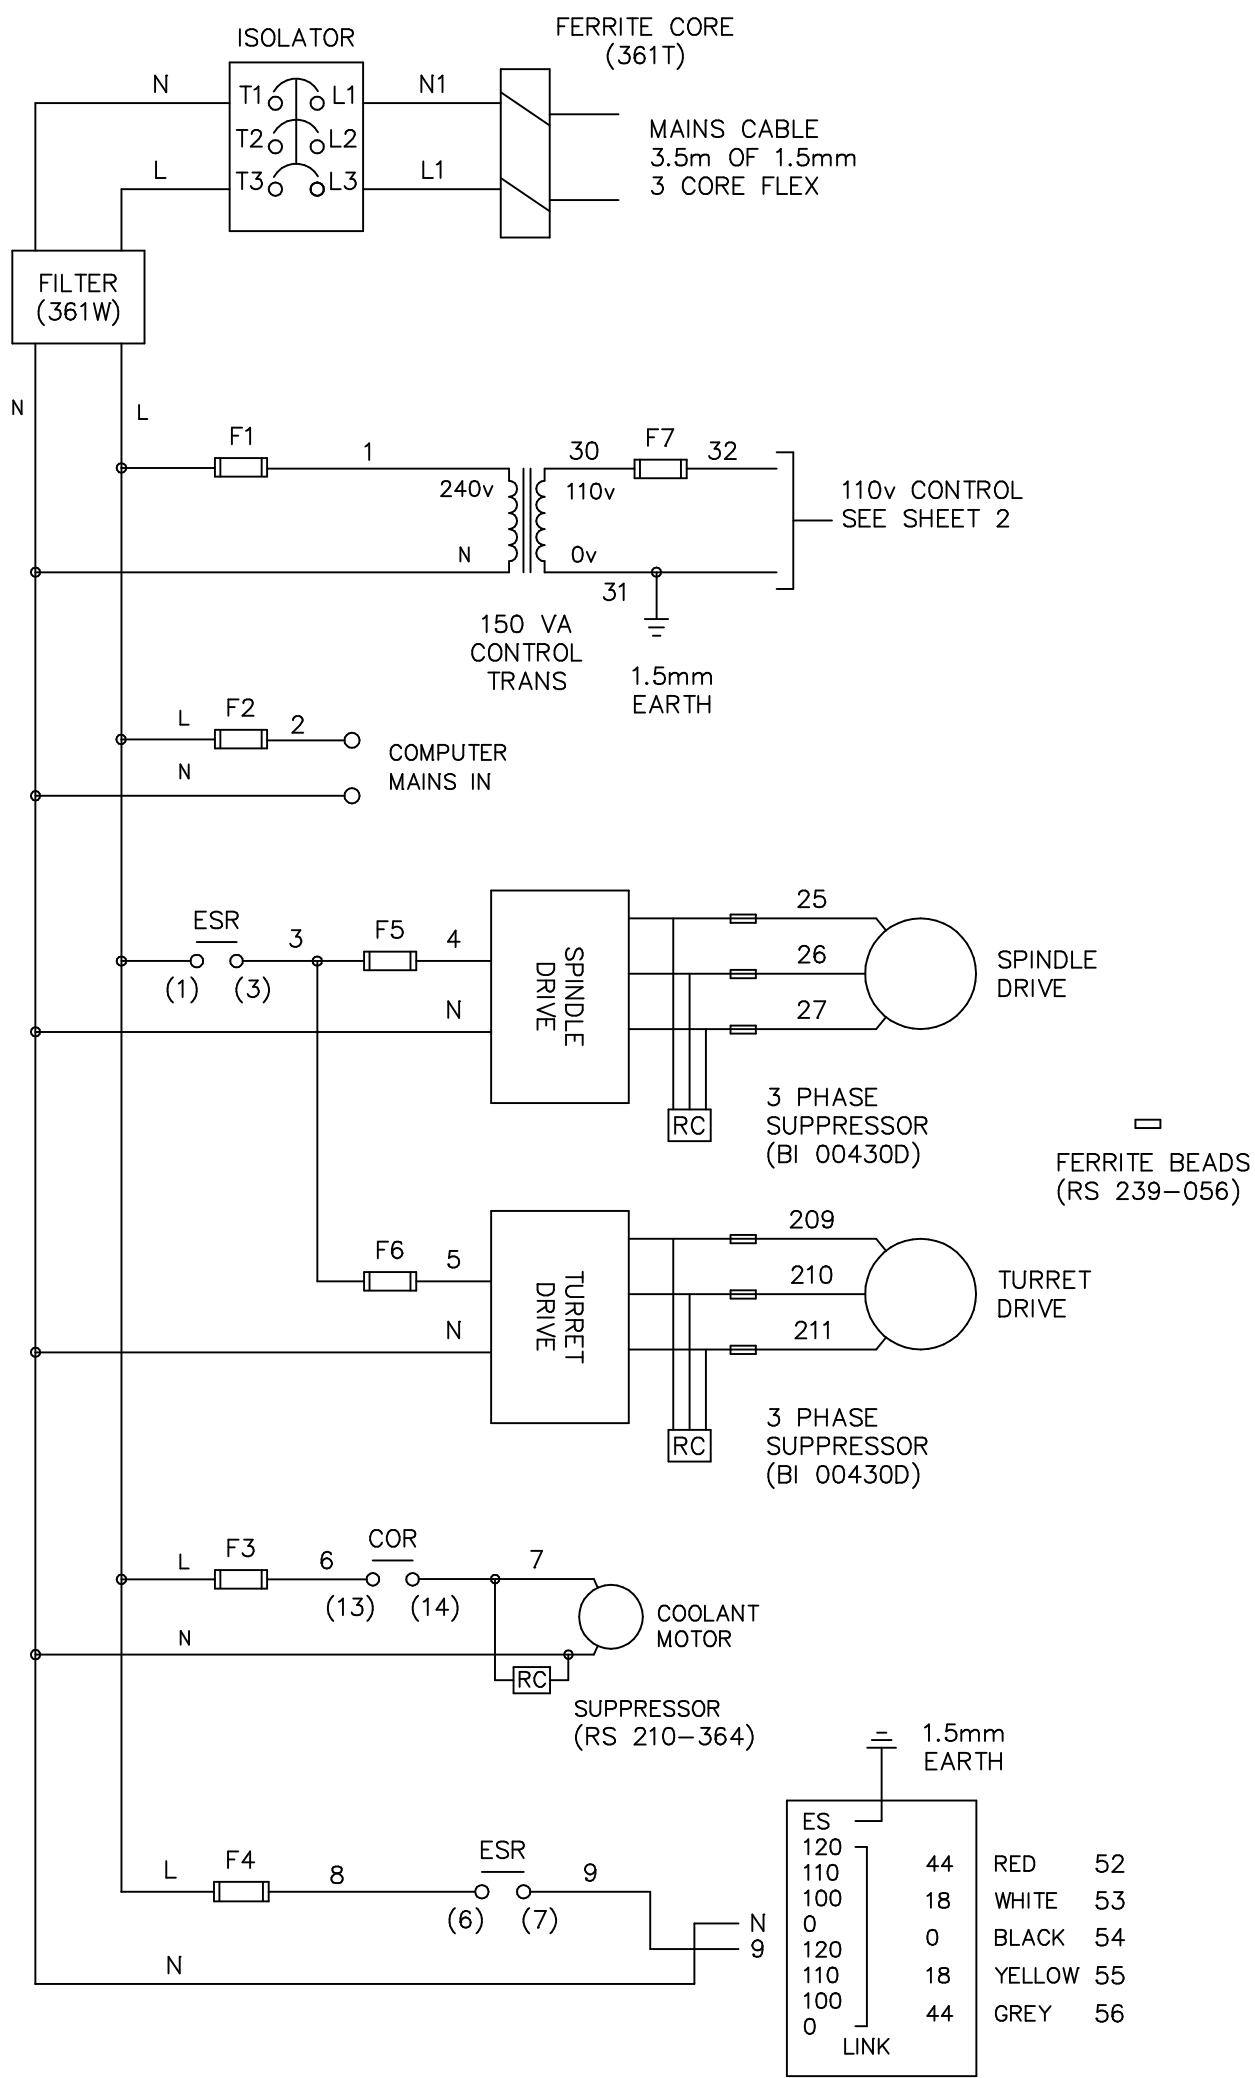 ISOLATOR
FERRITE CORE
(361T)
N
T1
L1
N1
T2
L2
MAINS CABLE
3.5m OF 1.5mm
3 CORE FLEX
L
T3
L3
L1
FILTER
(361W)
N
L
F1
1
30
F7
32
240v
110v
110v CONTROL
SEE SHEET 2
N
0v
31
150 VA
CONTROL
TRANS
1.5mm
EARTH
L
F2
2
COMPUTER
MAINS IN
N
ESR
3
F5
4
(1)
(3)
N
SPINDLE
DRIVE
25
26
27
SPINDLE
DRIVE
RC
3 PHASE
SUPPRESSOR
(BI 00430D)
FERRITE BEADS
(RS 239-056)
F6
5
N
TURRET
DRIVE
209
210
211
TURRET
DRIVE
RC
3 PHASE
SUPPRESSOR
(BI 00430D)
L
F3
6
COR
7
(13)
(14)
N
COOLANT
MOTOR
RC
SUPPRESSOR
(RS 210-364)
1.5mm
EARTH
L
F4
8
ESR
9
(6)
(7)
N
N
9
ES
120
110
100
0
120
110
100
0
LINK
44 RED 52
18 WHITE 53
0 BLACK 54
18 YELLOW 55
44 GREY 56